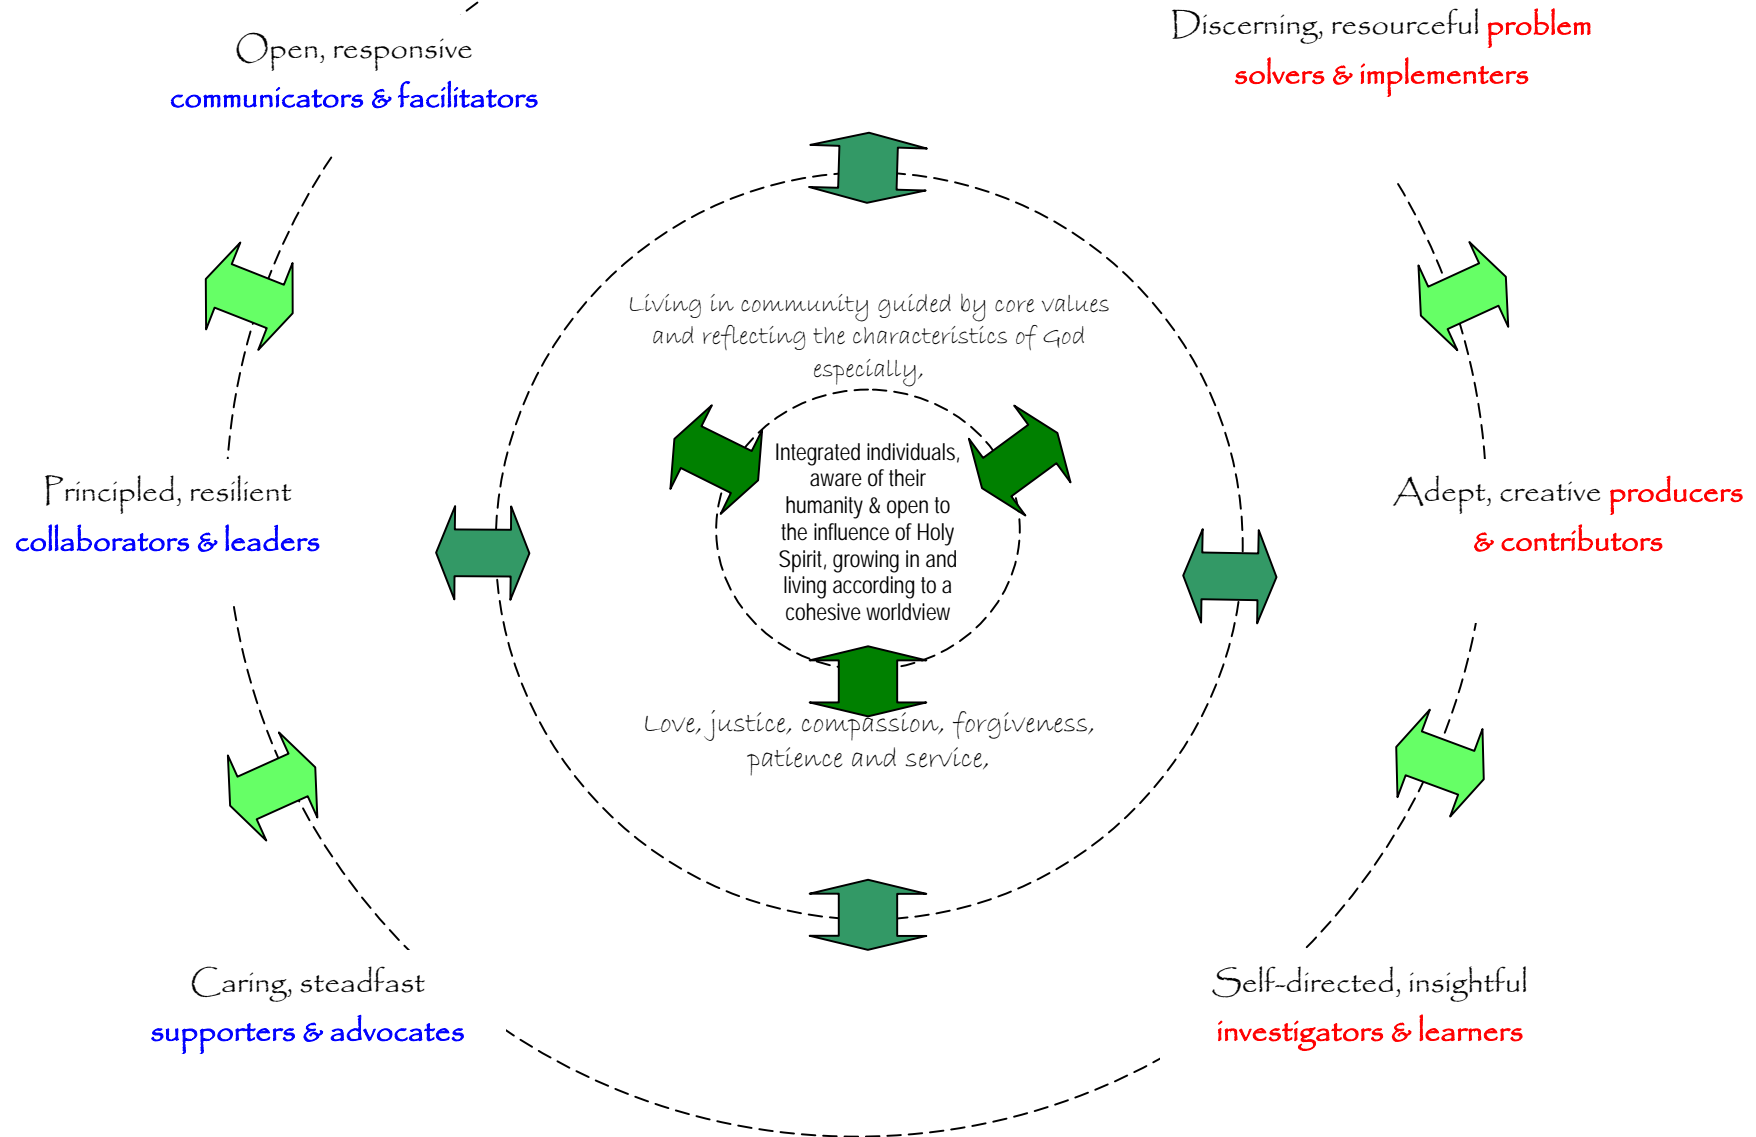 Open, responsive
communicators & facilitators
Discerning, resourceful problem
solvers & implementers
Living in community guided by core values
and reflecting the characteristics of God
especially,
Integrated individuals,
aware of their
humanity & open to
the influence of Holy
Spirit, growing in and
living according to a
cohesive worldview
Principled, resilient
collaborators & leaders
Adept, creative producers
& contributors
Love, justice, compassion, forgiveness,
patience and service,
Caring, steadfast
supporters & advocates
Self-directed, insightful
investigators & learners